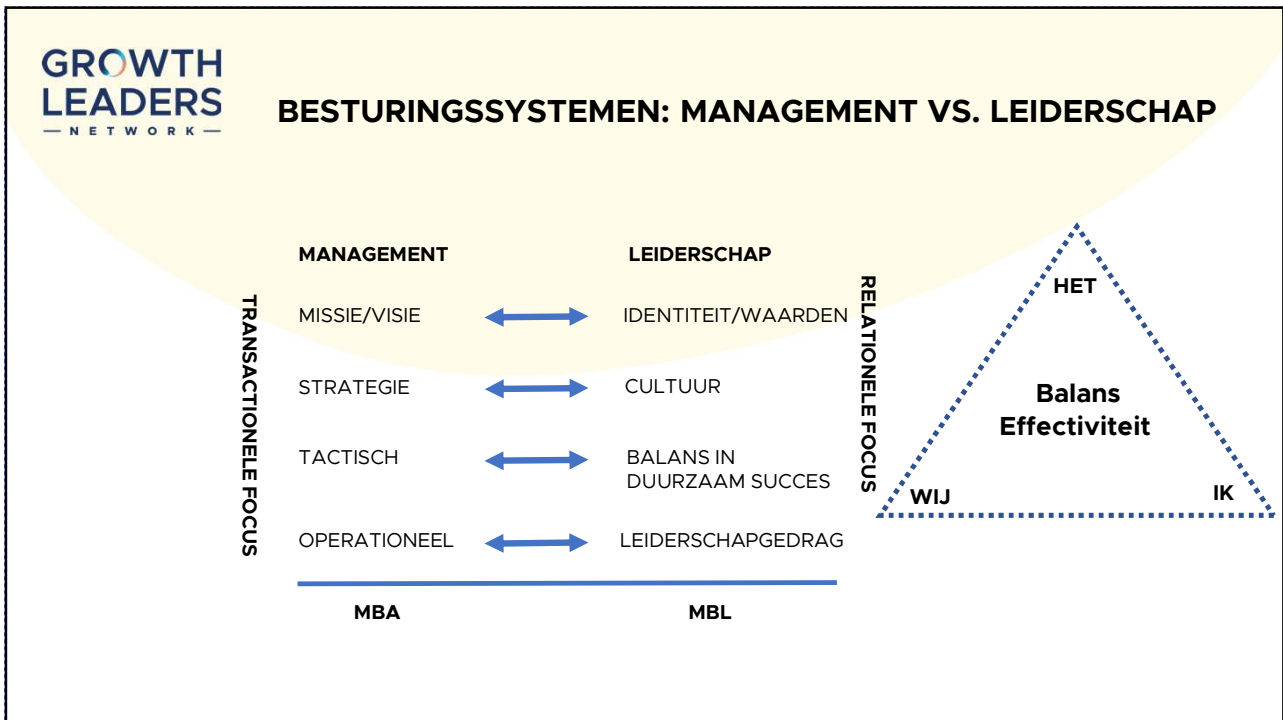 GROWTH
LEADERS
— NETWORK —
BESTURINGSSYSTEMEN: MANAGEMENT VS. LEIDERSCHAP
MANAGEMENT
LEIDERSCHAP
TRANSACTIONELE FOCUS
MISSIE/VISIE
IDENTITEIT/WAARDEN
STRATEGIE
CULTUUR
TACTISCH
BALANS IN
DUURZAAM SUCCES
OPERATIONEEL
LEIDERSCHAPGEDRAG
MBA
MBL
RELATIONELE FOCUS
HET
Balans
Effectiviteit
WIJ
IK